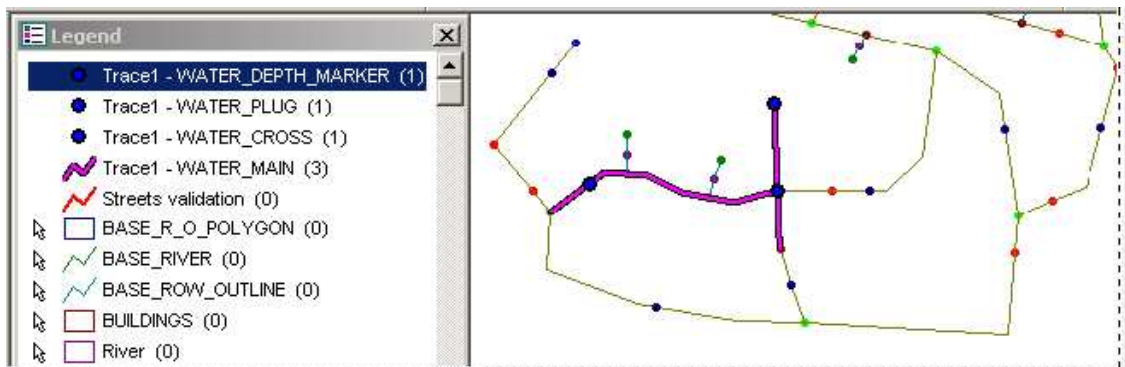 Legend
Trace1 - WATER_DEPTH_MARKER (1)
Trace1 - WATER_PLUG (1)
Trace1 - WATER_CROSS (1)
Trace1 - WATER_MAIN (3)
Streets validation (0)
BASE_R_O_POLYGON (0)
BASE_RIVER (0)
BASE_ROW_OUTLINE (0)
BUILDINGS (0)
River (0)